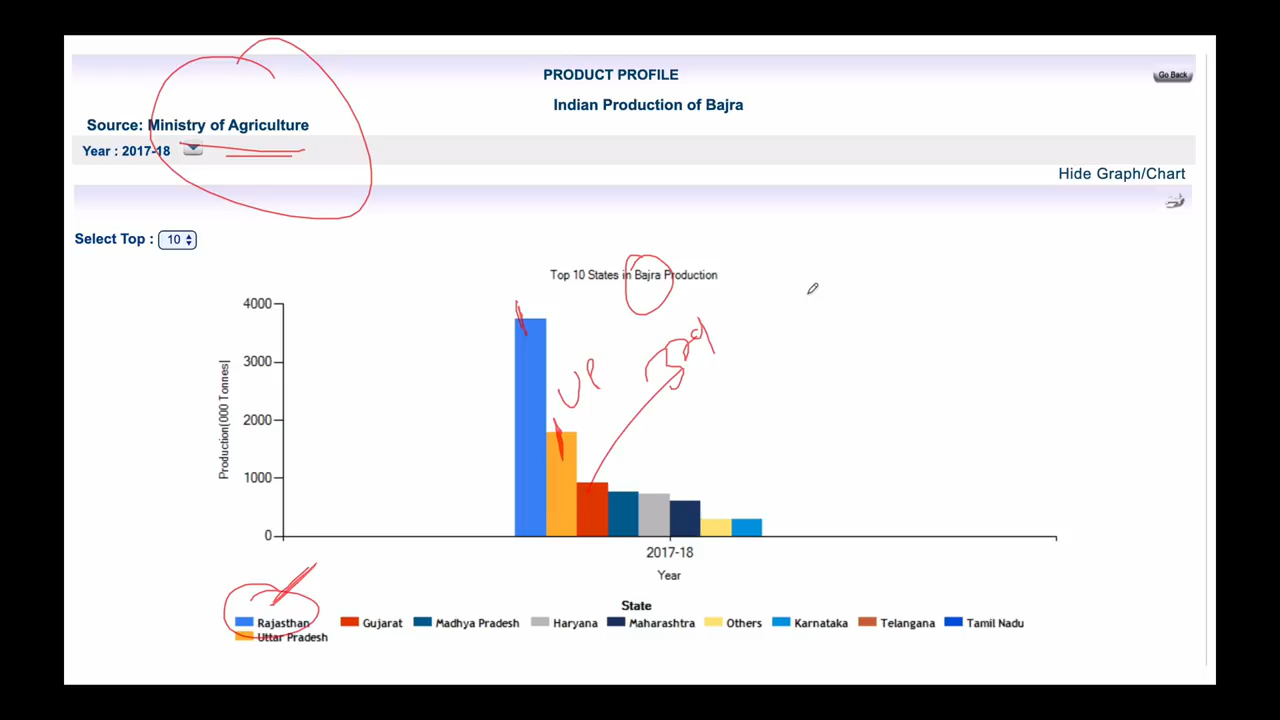 PRODUCT PROFILE
Go Back
Indian Production of Bajra
Source: Ministry of Agriculture
Year : 2017-18
Hide Graph/Chart
Select Top : 10
Top 10 States in Bajra Production
4000
3000
2000
1000
0
Production(000 Tonnes)
UP
3rd
2017-18
Year
State
Rajasthan Gujarat Madhya Pradesh Haryana Maharashtra Others Karnataka Telangana Tamil Nadu
Uttar Pradesh